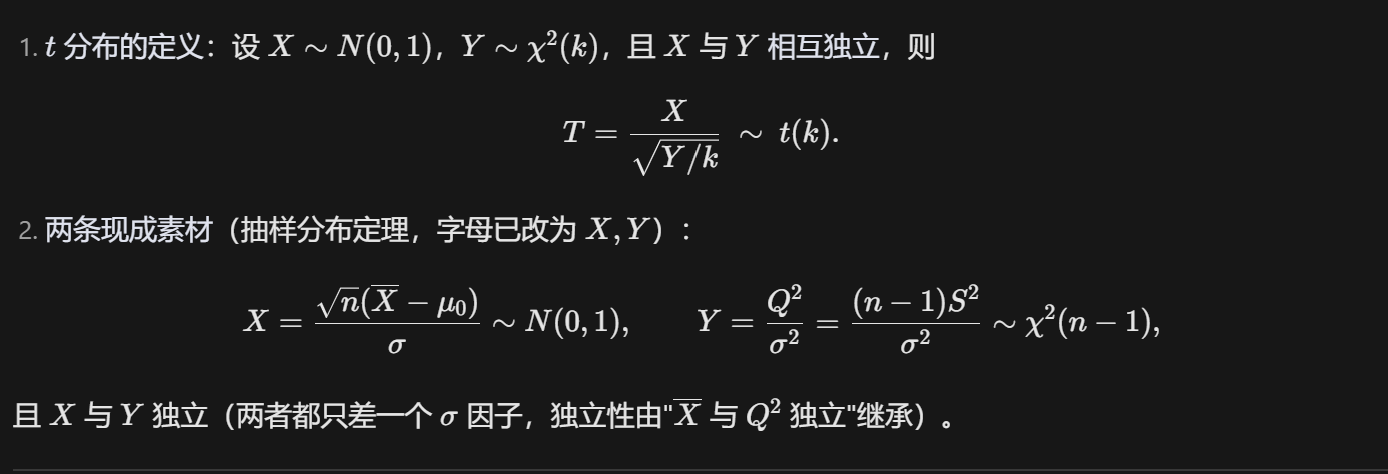 1. t 分布的定义：设 X ∼ N(0, 1)，Y ∼ χ²(k)，且 X 与 Y 相互独立，则
T = X / √(Y/k) ∼ t(k).
2. 两条现成素材（抽样分布定理，字母已改为 X, Y）：
X = √n(X̄ − μ₀) / σ ∼ N(0, 1),  Y = Q² / σ² = (n − 1)S² / σ² ∼ χ²(n − 1),
且 X 与 Y 独立（两者都只差一个 σ 因子，独立性由"X̄ 与 Q² 独立"继承）。